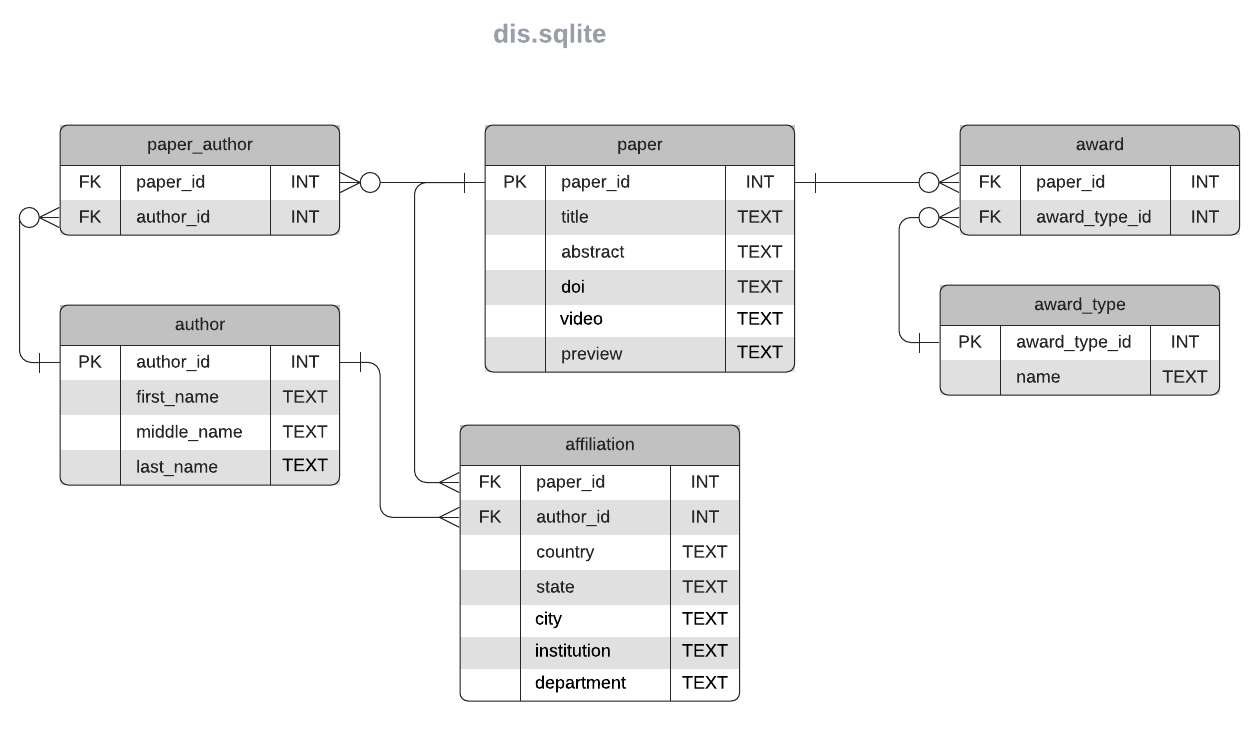 dis.sqlite
paper_author
FK paper_id INT
FK author_id INT
paper
PK paper_id INT
title TEXT
abstract TEXT
doi TEXT
video TEXT
preview TEXT
award
FK paper_id INT
FK award_type_id INT
author
PK author_id INT
first_name TEXT
middle_name TEXT
last_name TEXT
award_type
PK award_type_id INT
name TEXT
affiliation
FK paper_id INT
FK author_id INT
country TEXT
state TEXT
city TEXT
institution TEXT
department TEXT